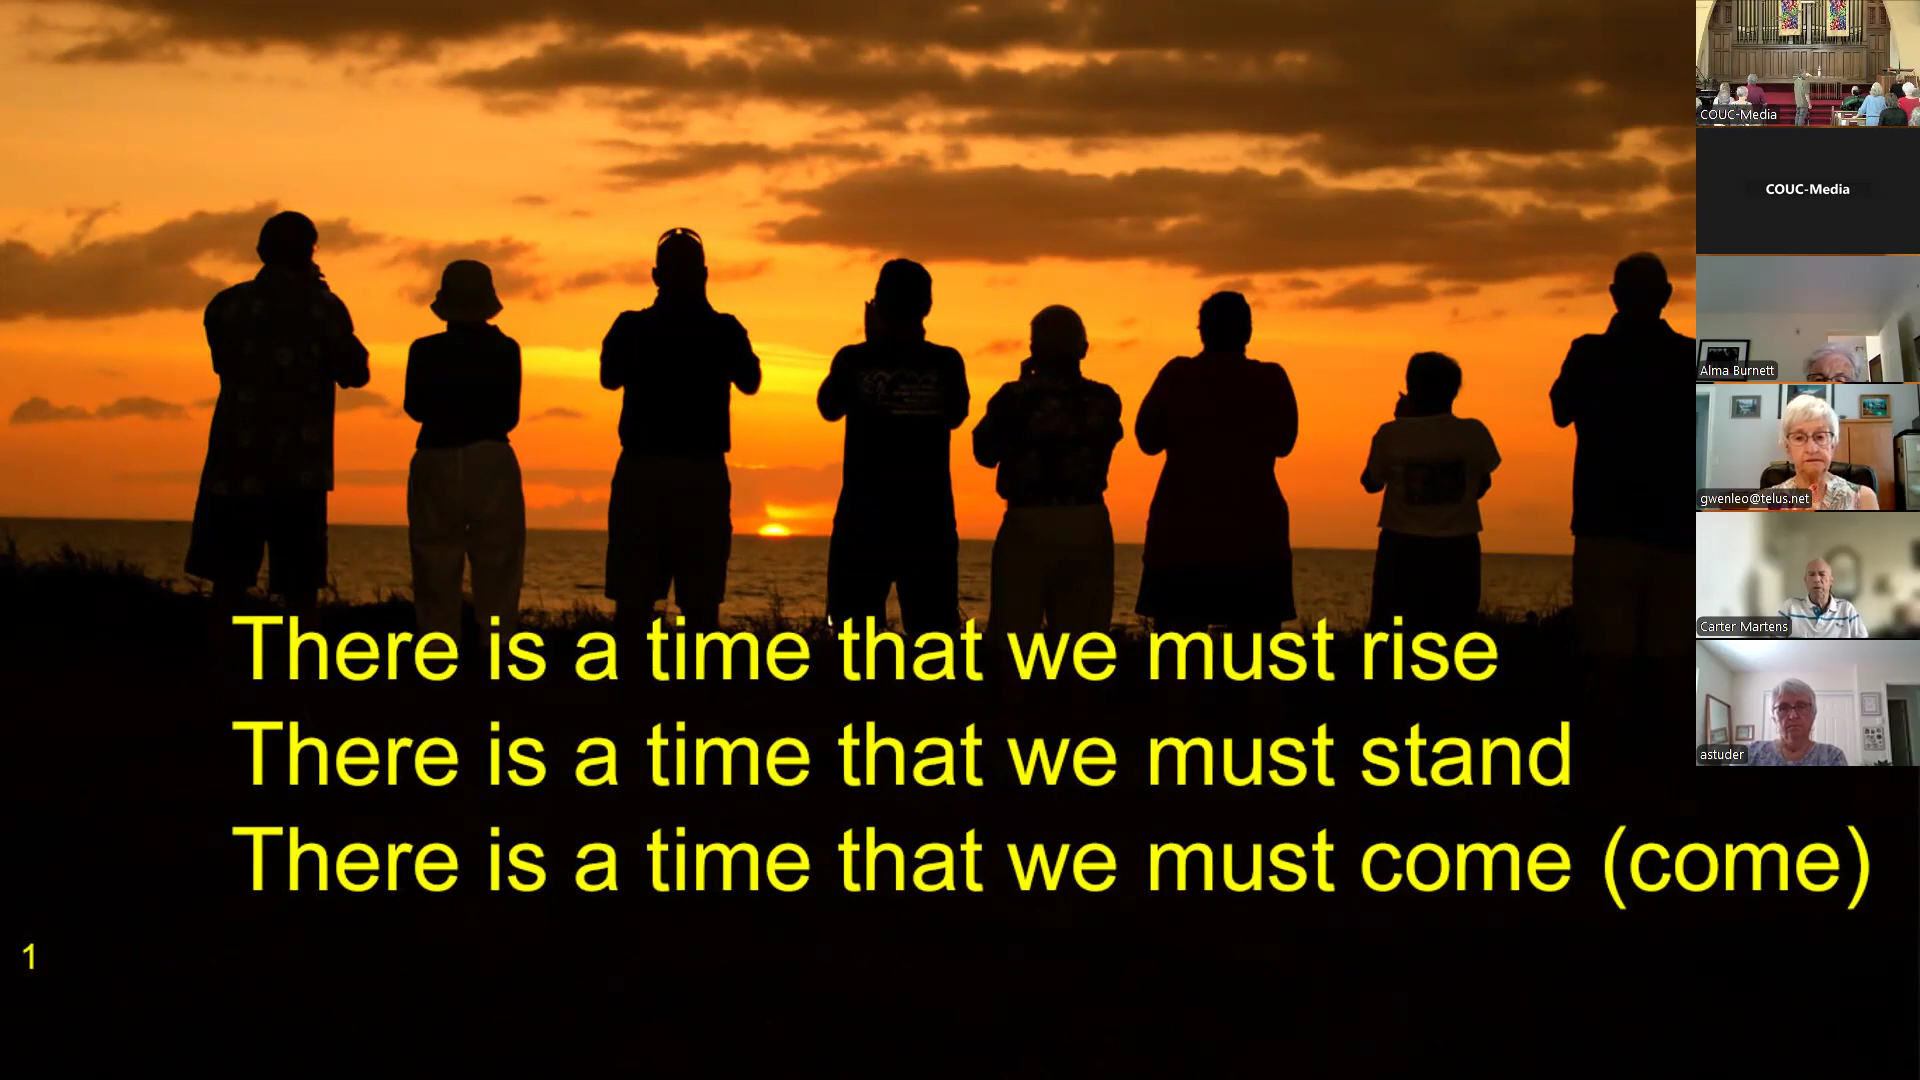 There is a time that we must rise
There is a time that we must stand
There is a time that we must come (come)
1
COUC-Media
COUC-Media
Alma Burnett
gwenleo@telus.net
Carter Martens
astuder